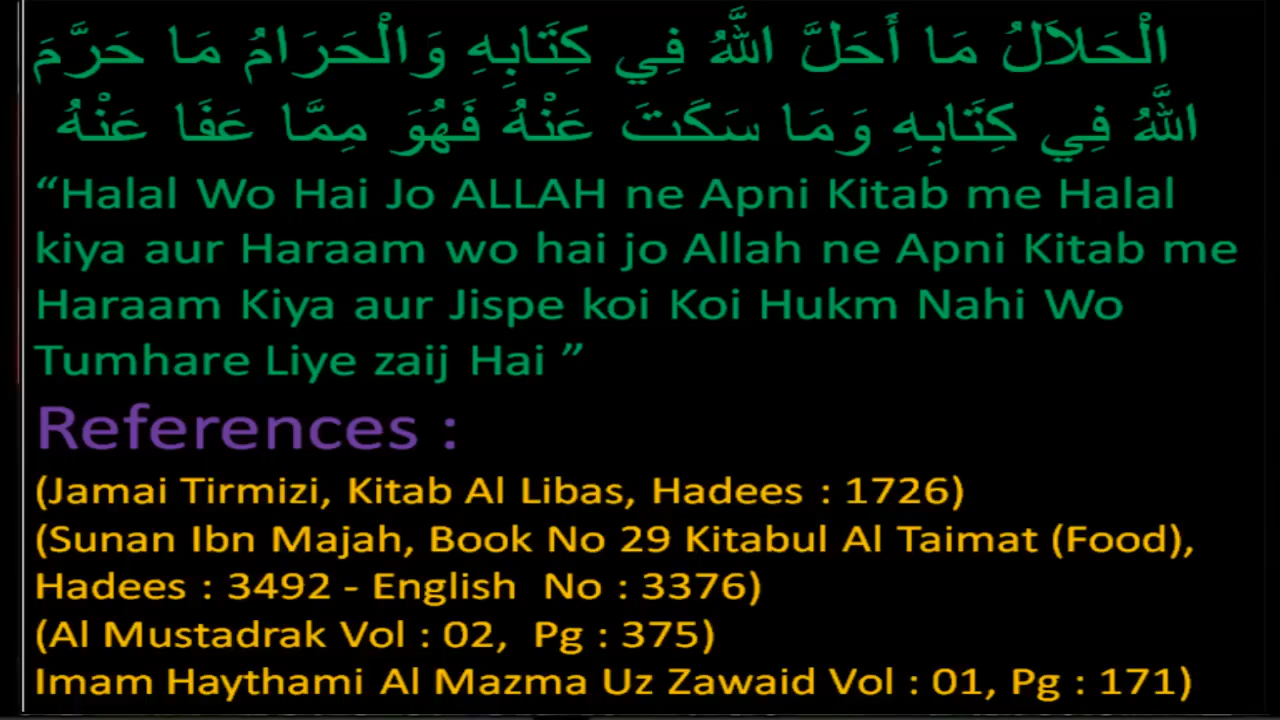 الْحَلاَلُ مَا أَحَلَّ اللَّهُ فِي كِتَابِهِ وَالْحَرَامُ مَا حَرَّمَ
اللَّهُ فِي كِتَابِهِ وَمَا سَكَتَ عَنْهُ فَهُوَ مِمَّا عَفَا عَنْهُ
“Halal Wo Hai Jo ALLAH ne Apni Kitab me Halal
kiya aur Haraam wo hai jo Allah ne Apni Kitab me
Haraam Kiya aur Jispe koi Koi Hukm Nahi Wo
Tumhare Liye zaij Hai ”
References :
(Jamai Tirmizi, Kitab Al Libas, Hadees : 1726)
(Sunan Ibn Majah, Book No 29 Kitabul Al Taimat (Food),
Hadees : 3492 - English No : 3376)
(Al Mustadrak Vol : 02, Pg : 375)
Imam Haythami Al Mazma Uz Zawaid Vol : 01, Pg : 171)